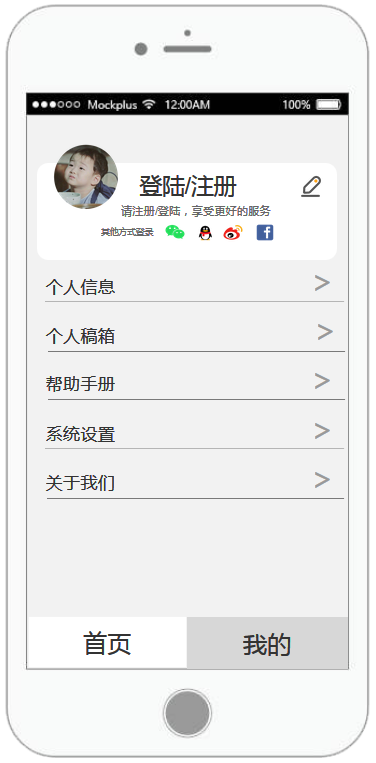 Mockplus 12:00AM 100%
登陆/注册
请注册/登陆，享受更好的服务
其他方式登录
个人信息 >
个人稿箱 >
帮助手册 >
系统设置 >
关于我们 >
首页 我的